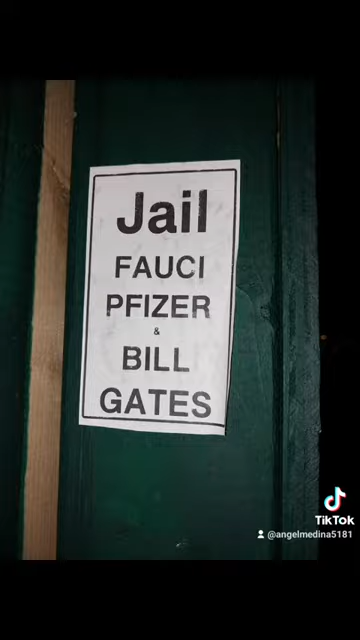 Jail
FAUCI
PFIZER
&
BILL
GATES
TikTok
@angelmedina5181